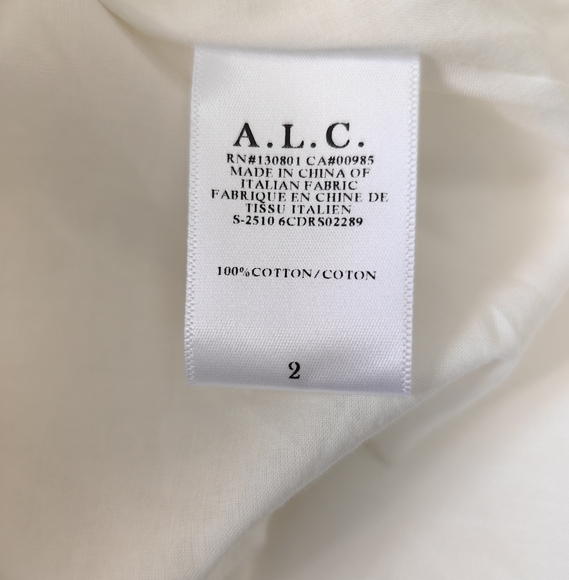 A.L.C.
RN#130801 CA#00985
MADE IN CHINA OF
ITALIAN FABRIC
FABRIQUE EN CHINE DE
TISSU ITALIEN
S-2510 6CDRS02289
100%COTTON/COTON
2